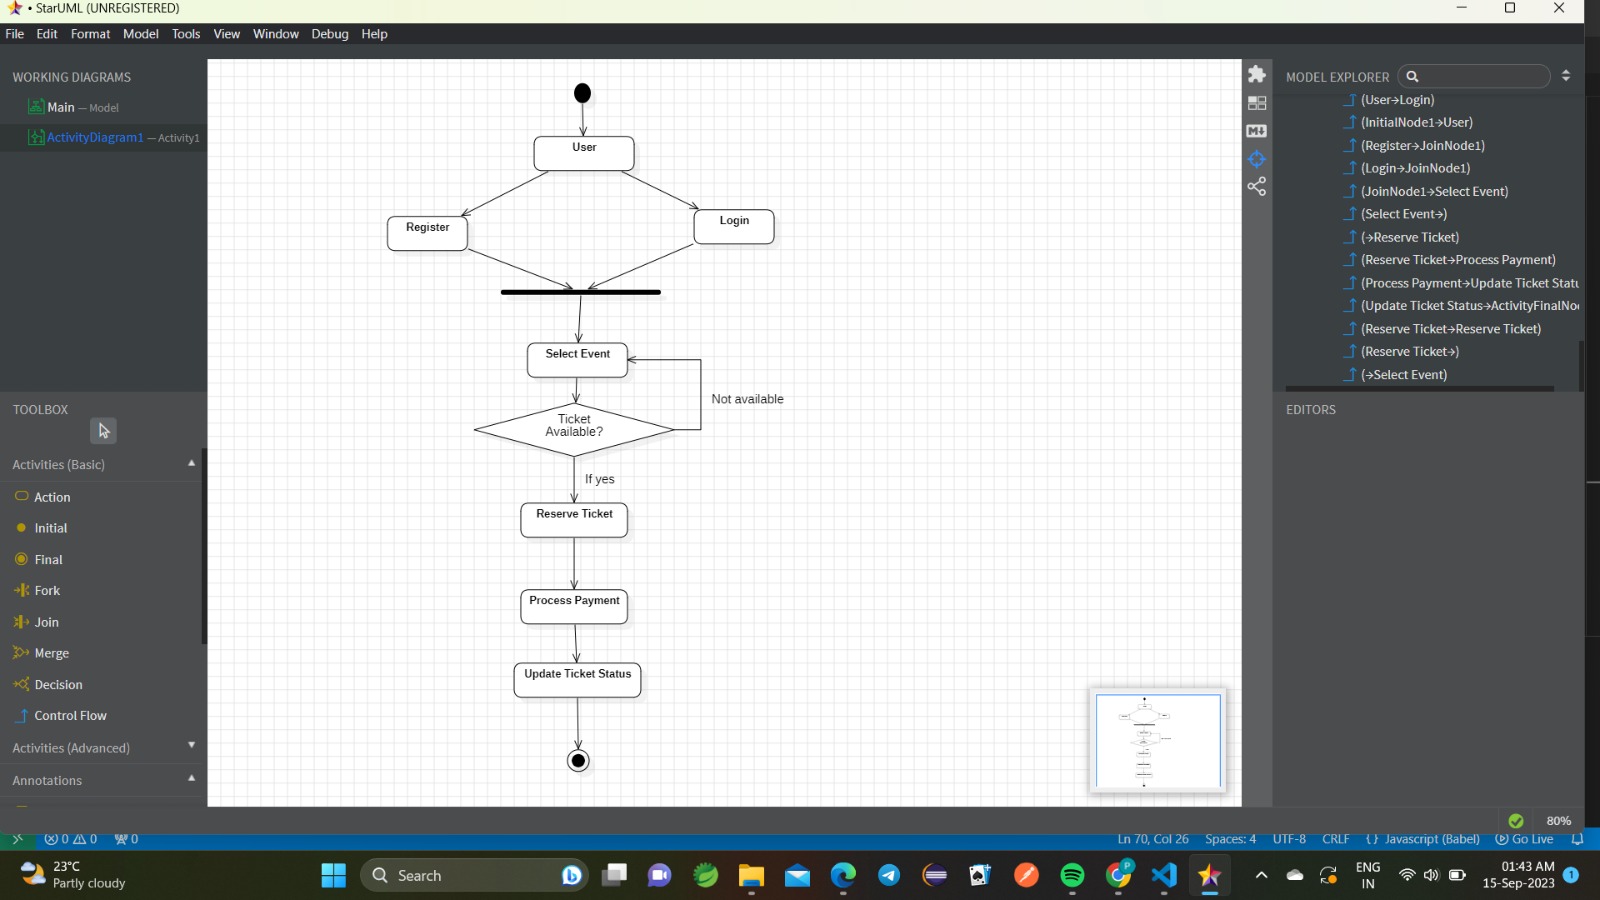 • StarUML (UNREGISTERED)
File Edit Format Model Tools View Window Debug Help
WORKING DIAGRAMS
Main — Model
ActivityDiagram1 — Activity1
TOOLBOX
Activities (Basic)
Action
Initial
Final
Fork
Join
Merge
Decision
Control Flow
Activities (Advanced)
Annotations
User
Register
Login
Select Event
Not available
Ticket
Available?
If yes
Reserve Ticket
Process Payment
Update Ticket Status
MODEL EXPLORER
(User→Login)
(InitialNode1→User)
(Register→JoinNode1)
(Login→JoinNode1)
(JoinNode1→Select Event)
(Select Event→)
(→Reserve Ticket)
(Reserve Ticket→Process Payment)
(Process Payment→Update Ticket Statu
(Update Ticket Status→ActivityFinalNo
(Reserve Ticket→Reserve Ticket)
(Reserve Ticket→)
(→Select Event)
EDITORS
80%
0 0 0
Ln 70, Col 26 Spaces: 4 UTF-8 CRLF { } Javascript (Babel) Go Live
23°C
Partly cloudy
Search
P
ENG
IN
01:43 AM
15-Sep-2023
1